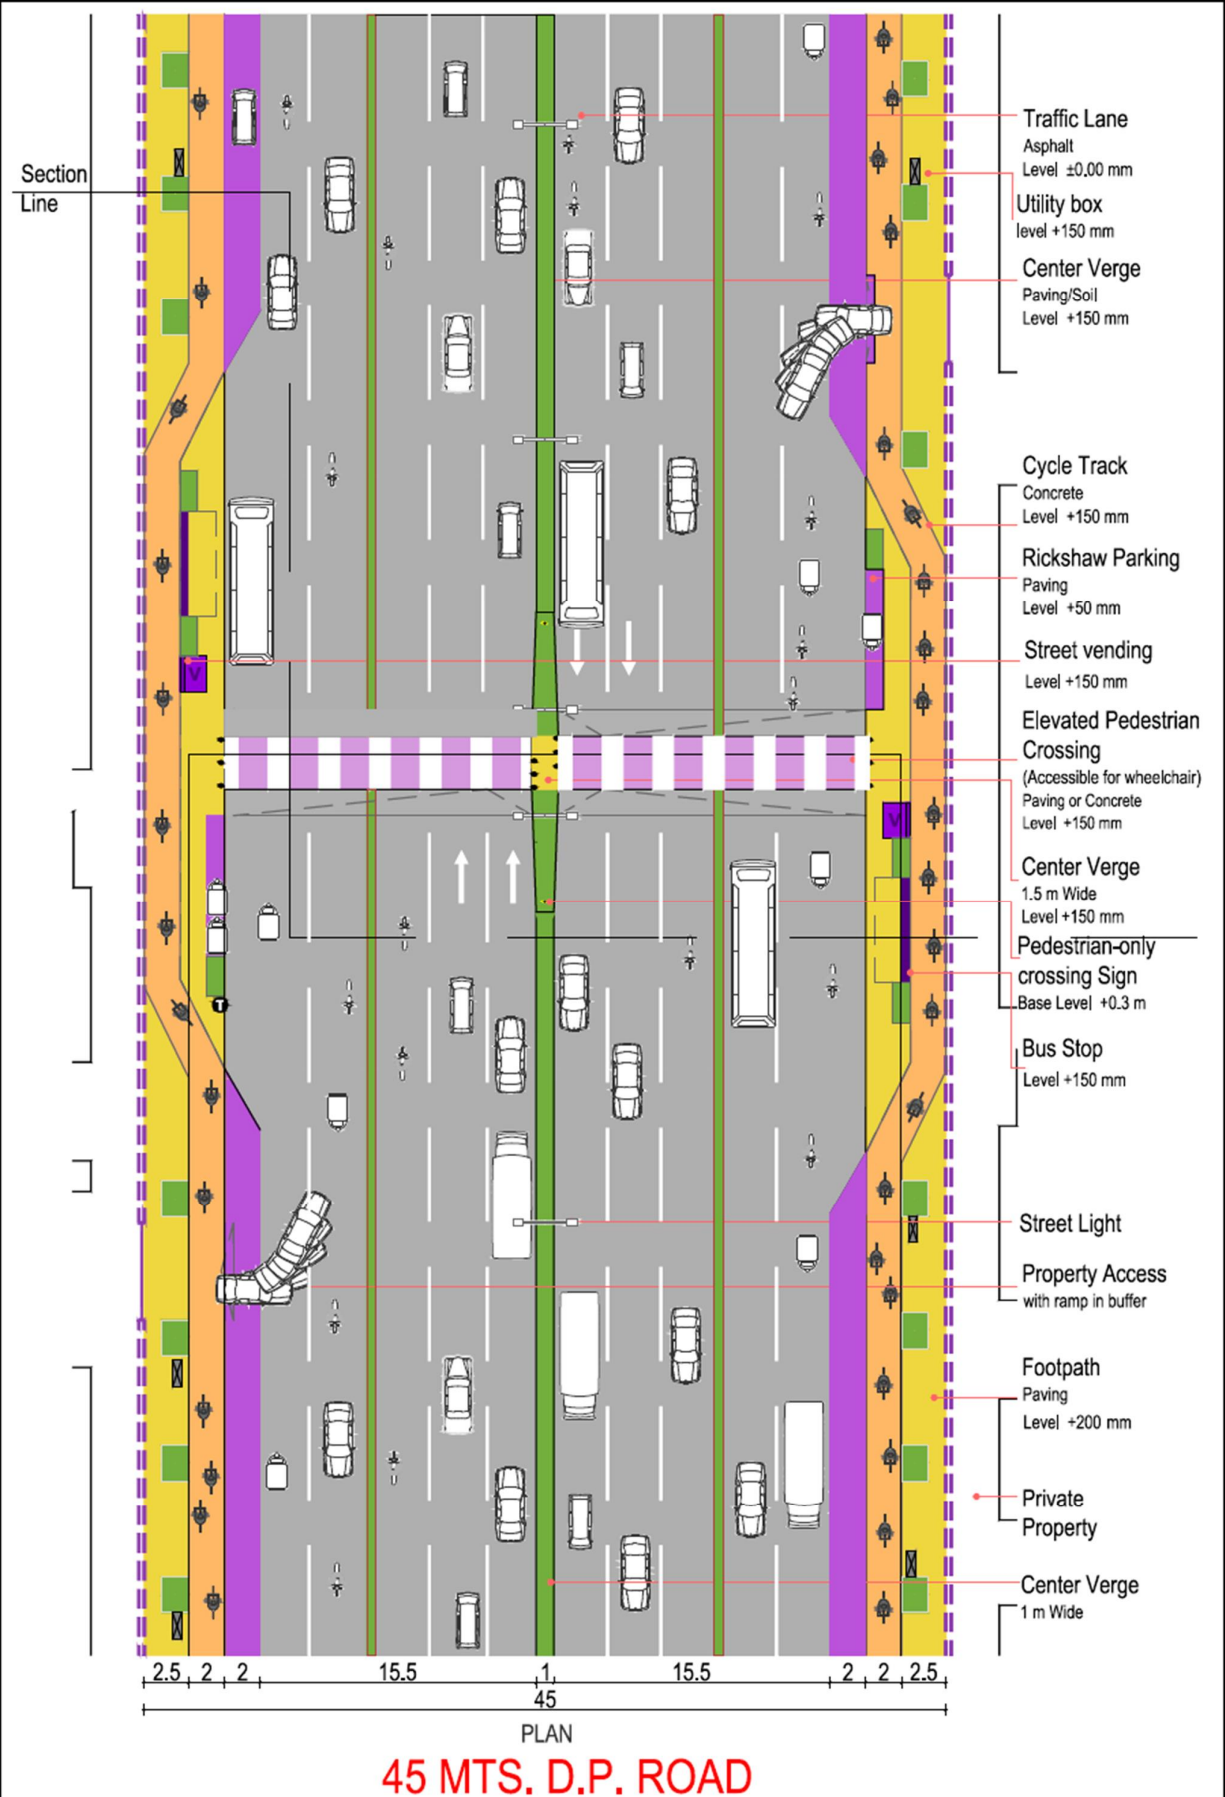 Section
Line
Traffic Lane
Asphalt
Level ±0.00 mm
Utility box
level +150 mm
Center Verge
Paving/Soil
Level +150 mm
Cycle Track
Concrete
Level +150 mm
Rickshaw Parking
Paving
Level +50 mm
Street vending
Level +150 mm
Elevated Pedestrian
Crossing
(Accessible for wheelchair)
Paving or Concrete
Level +150 mm
Center Verge
1.5 m Wide
Level +150 mm
Pedestrian-only
crossing Sign
Base Level +0.3 m
Bus Stop
Level +150 mm
Street Light
Property Access
with ramp in buffer
Footpath
Paving
Level +200 mm
Private
Property
Center Verge
1 m Wide
V
V
T
2.5 2 2 15.5 1 15.5 2 2 2.5
45
PLAN
45 MTS. D.P. ROAD